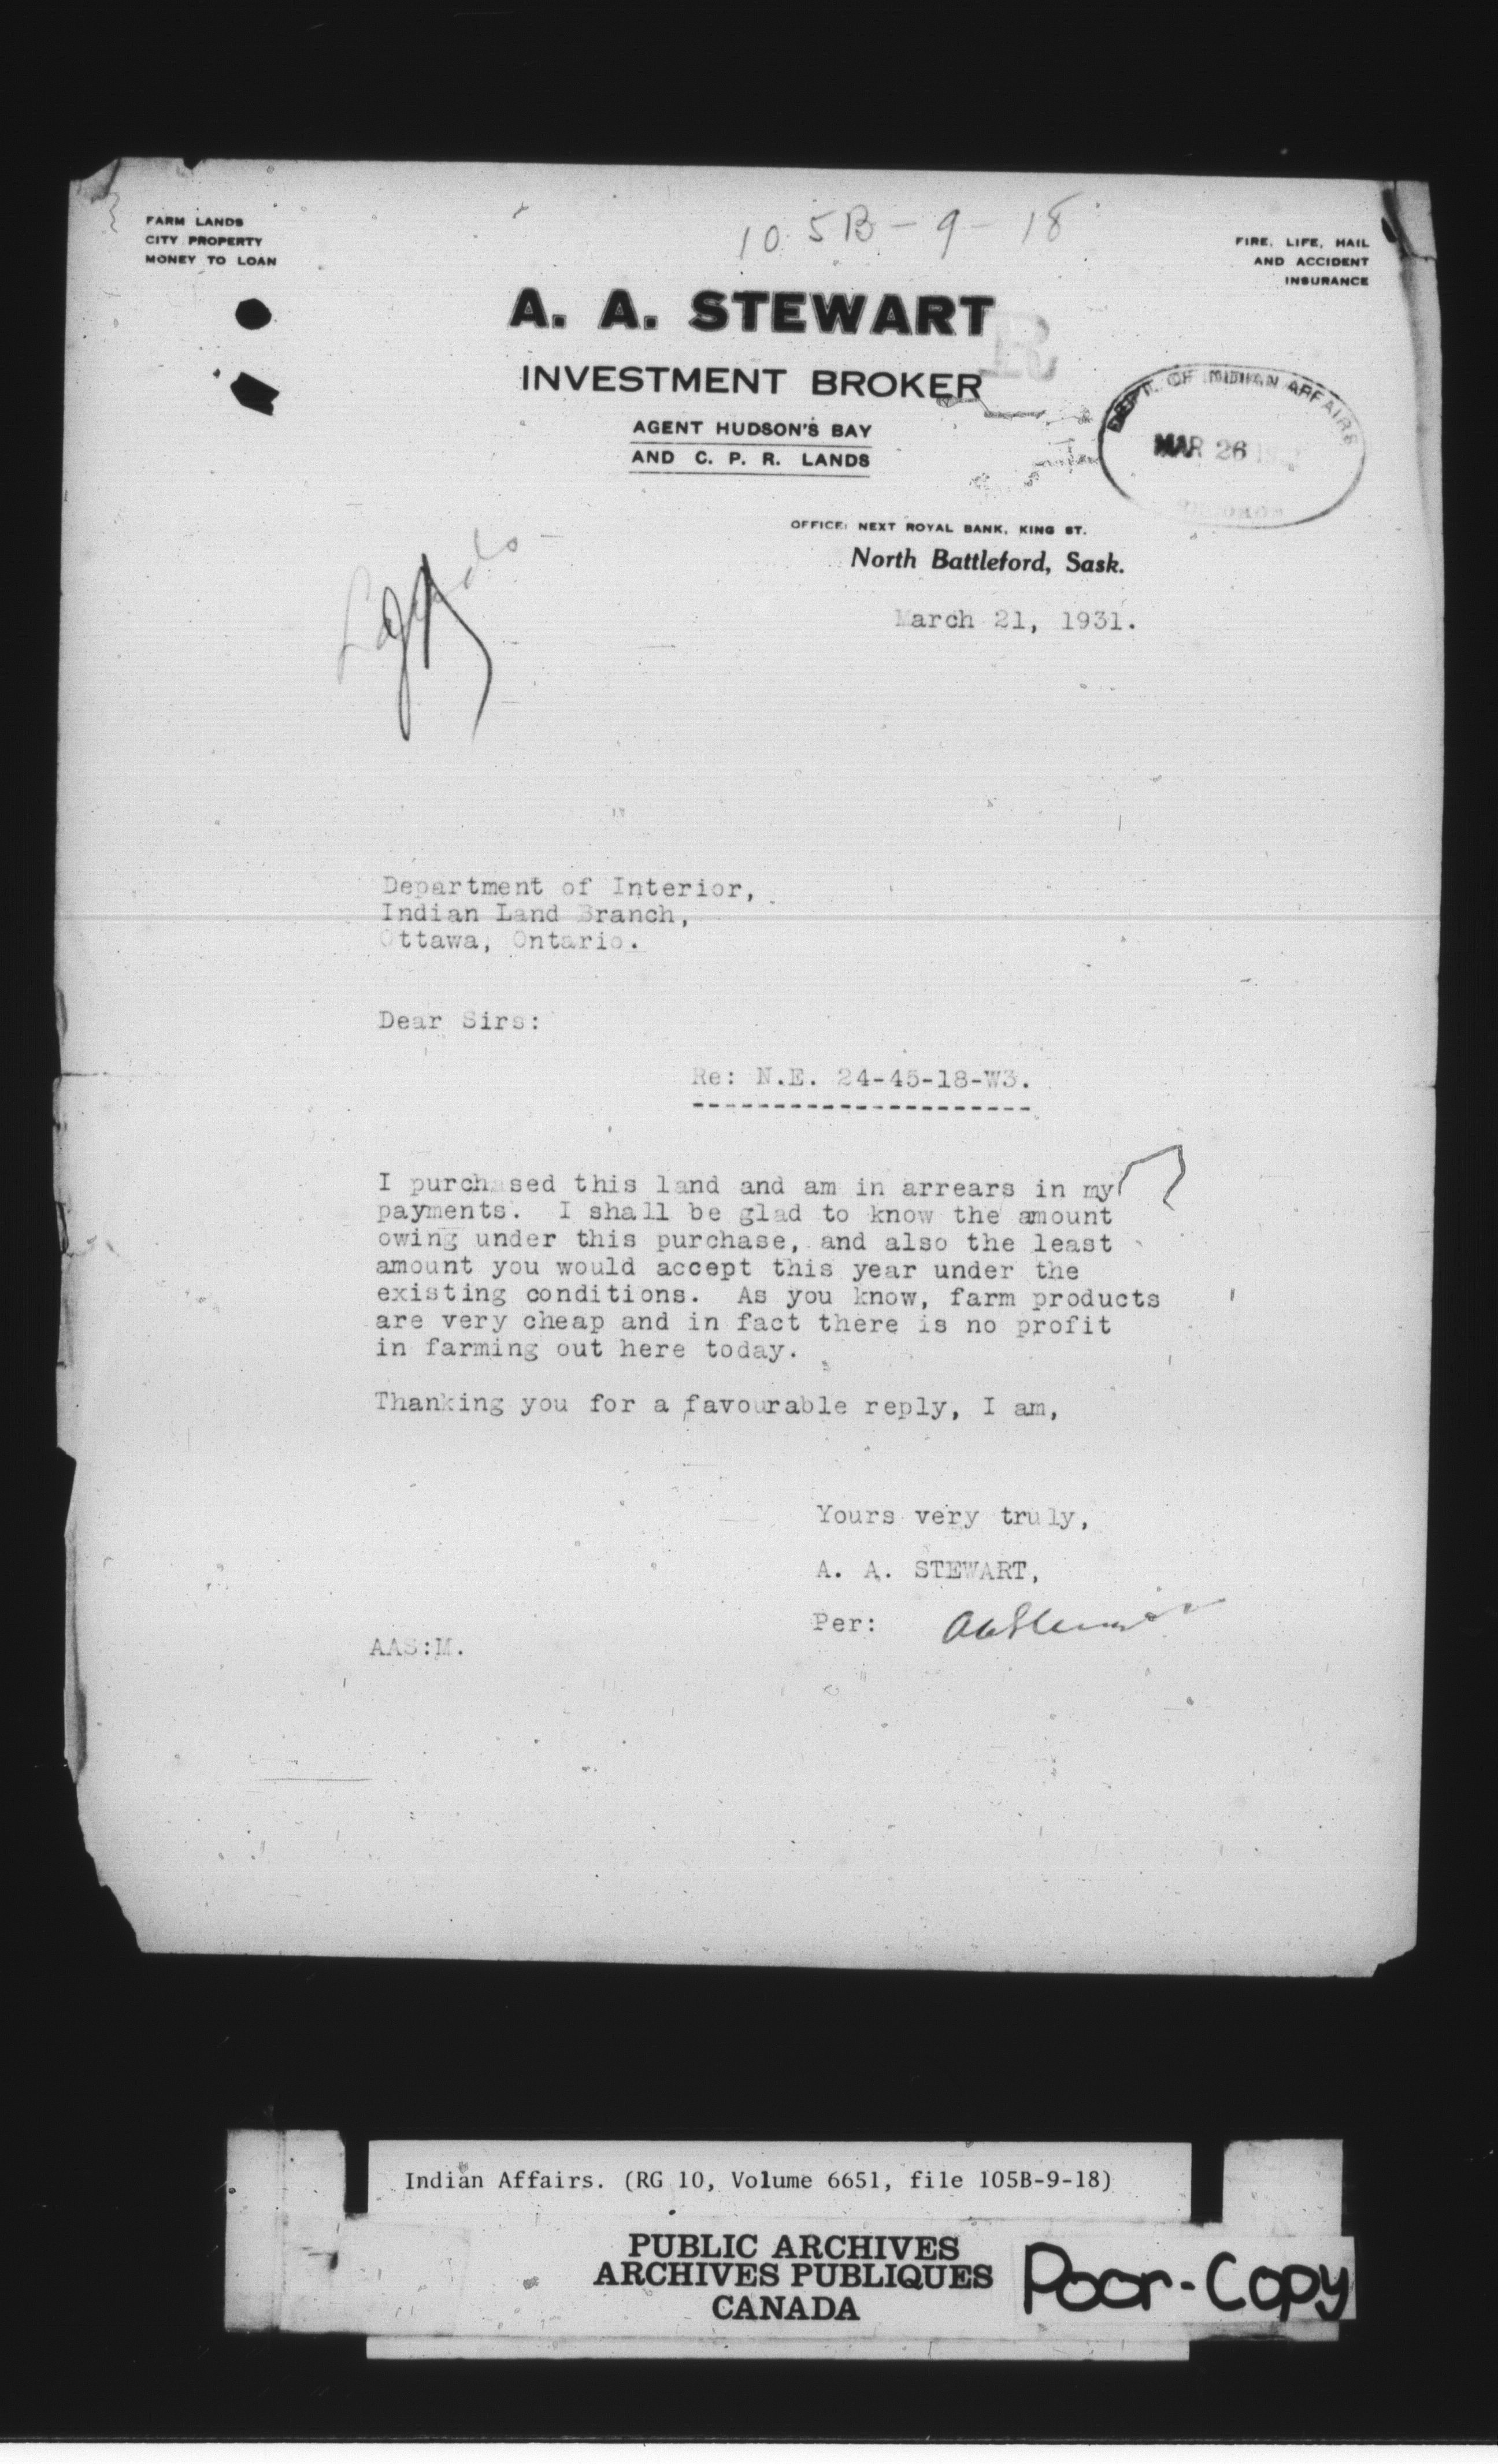 105B-9-18
FARM LANDS
CITY PROPERTY
MONEY TO LOAN
FIRE, LIFE, HAIL
AND ACCIDENT
INSURANCE
A. A. STEWART
R
INVESTMENT BROKER
AGENT HUDSON'S BAY
AND C. P. R. LANDS
DEPT. OF INDIAN AFFAIRS
MAR 26
OFFICE: NEXT ROYAL BANK, KING ST.
North Battleford, Sask.
March 21, 1931.
Department of Interior,
Indian Land Branch,
Ottawa, Ontario.
Dear Sirs:
Re: N.E. 24-45-18-W3.
I purchased this land and am in arrears in my
payments. I shall be glad to know the amount
owing under this purchase, and also the least
amount you would accept this year under the
existing conditions. As you know, farm products
are very cheap and in fact there is no profit
in farming out here today.
Thanking you for a favourable reply, I am,
Yours very truly,
A. A. STEWART,
Per: AAStewart
AAS:M.
Indian Affairs. (RG 10, Volume 6651, file 105B-9-18)
PUBLIC ARCHIVES
ARCHIVES PUBLIQUES
CANADA
Poor-Copy